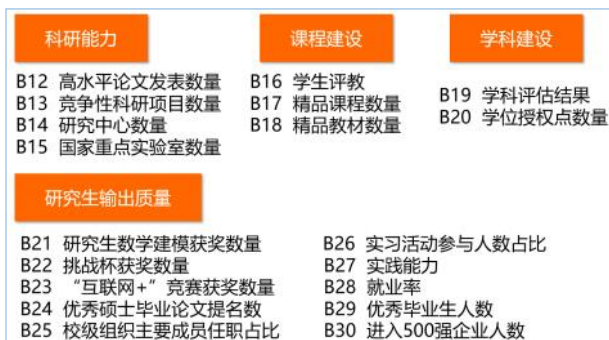 科研能力
B12 高水平论文发表数量
B13 竞争性科研项目数量
B14 研究中心数量
B15 国家重点实验室数量
课程建设
B16 学生评教
B17 精品课程数量
B18 精品教材数量
学科建设
B19 学科评估结果
B20 学位授权点数量
研究生输出质量
B21 研究生数学建模获奖数量
B22 挑战杯获奖数量
B23 “互联网+”竞赛获奖数量
B24 优秀硕士毕业论文提名数
B25 校级组织主要成员任职占比
B26 实习活动参与人数占比
B27 实践能力
B28 就业率
B29 优秀毕业生人数
B30 进入500强企业人数